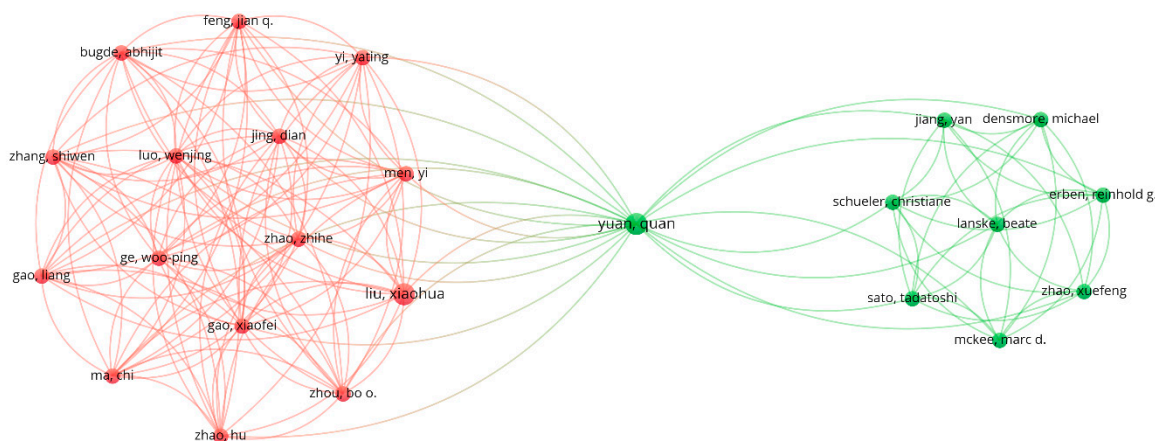 feng, jian q.
bugde, abhijit
yi, yating
jing, dian
zhang, shiwen
luo, wenjing
men, yi
zhao, zhihe
ge, woo-ping
gao, liang
liu, xiaohua
gao, xiaofei
ma, chi
zhou, bo o.
zhao, hu
yuan, quan
jiang, yan
densmore, michael
erben, reinhold g.
schueler, christiane
lanske, beate
zhao, xuefeng
sato, tadatoshi
mckee, marc d.